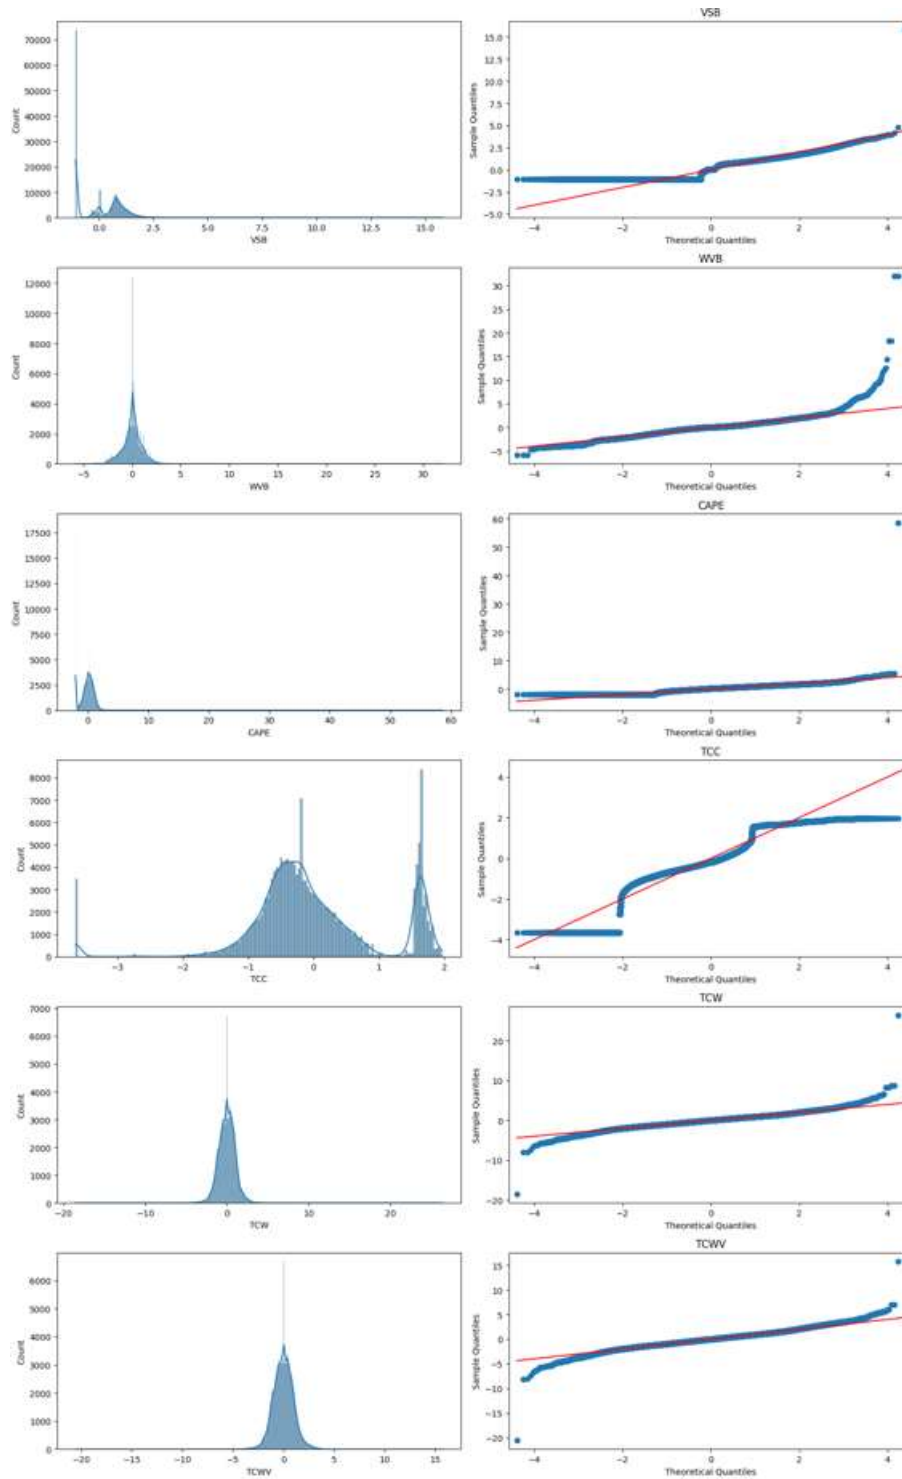 70000
60000
50000
40000
30000
20000
10000
0
Count
0.0 2.5 5.0 7.5 10.0 12.5 15.0
VSB
VSB
15.0
12.5
10.0
7.5
5.0
2.5
0.0
−2.5
−5.0
Sample Quantiles
−4 −2 0 2 4
Theoretical Quantiles
12000
10000
8000
6000
4000
2000
0
Count
−5 0 5 10 15 20 25 30
WVB
WVB
30
25
20
15
10
5
0
−5
Sample Quantiles
−4 −2 0 2 4
Theoretical Quantiles
17500
15000
12500
10000
7500
5000
2500
0
Count
0 10 20 30 40 50 60
CAPE
CAPE
60
50
40
30
20
10
0
Sample Quantiles
−4 −2 0 2 4
Theoretical Quantiles
8000
7000
6000
5000
4000
3000
2000
1000
0
Count
−3 −2 −1 0 1 2
TCC
TCC
4
2
0
−2
−4
Sample Quantiles
−4 −2 0 2 4
Theoretical Quantiles
7000
6000
5000
4000
3000
2000
1000
0
Count
−20 −10 0 10 20
TCW
TCW
20
10
0
−10
−20
Sample Quantiles
−4 −2 0 2 4
Theoretical Quantiles
6000
5000
4000
3000
2000
1000
0
Count
−20 −15 −10 −5 0 5 10 15
TCWV
TCWV
15
10
5
0
−5
−10
−15
−20
Sample Quantiles
−4 −2 0 2 4
Theoretical Quantiles